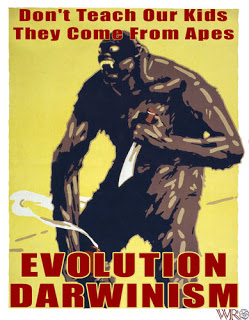 Don't Teach Our Kids
They Come From Apes
EVOLUTION
DARWINISM